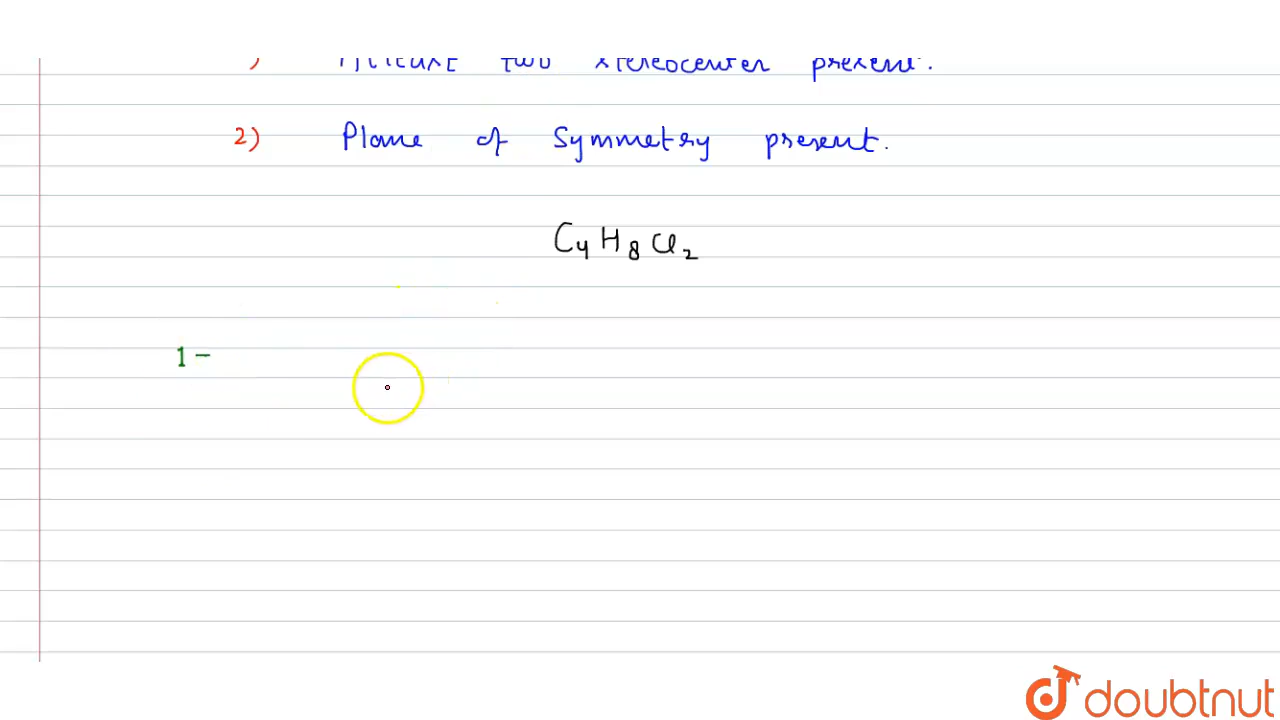 two stereocenter present.
2) Plane of Symmetry present.
C4H8Cl2
1-
doubtnut